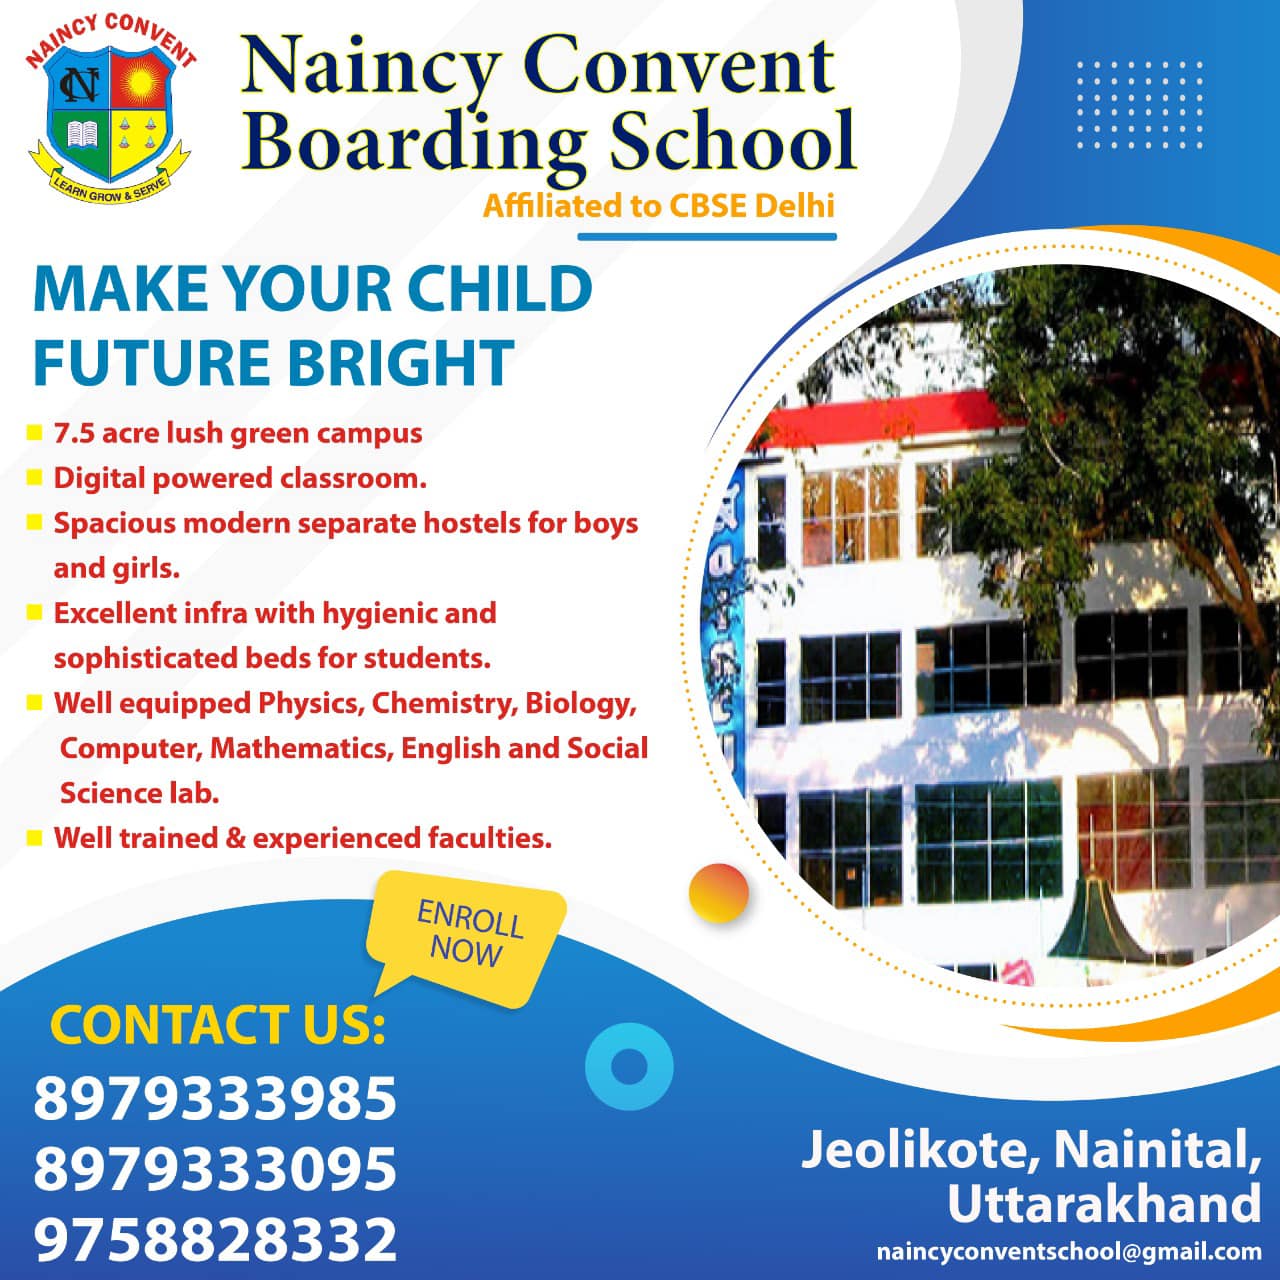 NAINCY CONVENT
NC
LEARN GROW & SERVE
Naincy Convent
Boarding School
Affiliated to CBSE Delhi
MAKE YOUR CHILD
FUTURE BRIGHT
7.5 acre lush green campus
Digital powered classroom.
Spacious modern separate hostels for boys
and girls.
Excellent infra with hygienic and
sophisticated beds for students.
Well equipped Physics, Chemistry, Biology,
Computer, Mathematics, English and Social
Science lab.
Well trained & experienced faculties.
ENROLL
NOW
CONTACT US:
8979333985
8979333095
9758828332
Jeolikote, Nainital,
Uttarakhand
naincyconventschool@gmail.com